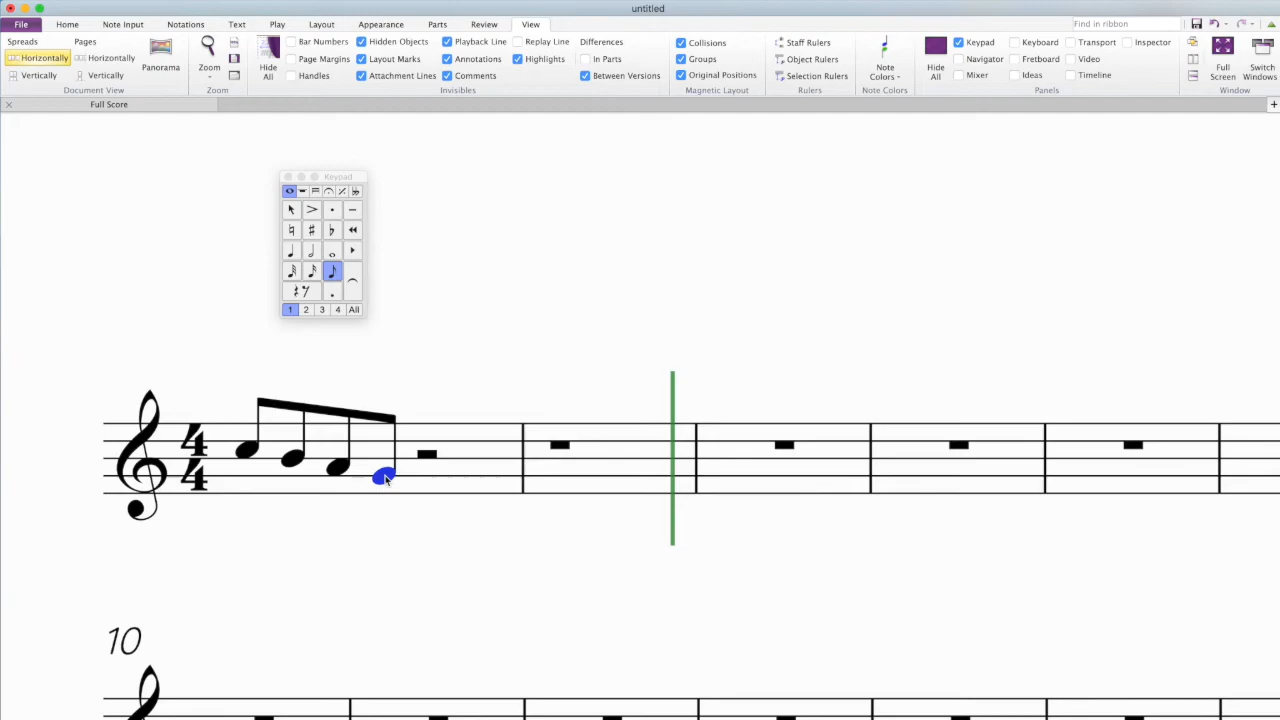 untitled
File Home Note Input Notations Text Play Layout Appearance Parts Review View Find in ribbon
Spreads Pages Bar Numbers Hidden Objects Playback Line Replay Line Differences Collisions Staff Rulers Keypad Keyboard Transport Inspector
Horizontally Horizontally Page Margins Layout Marks Annotations Highlights In Parts Groups Object Rulers Navigator Fretboard Video
Vertically Vertically Panorama Zoom Hide All Handles Attachment Lines Comments Between Versions Original Positions Selection Rulers Note Colors Hide All Mixer Ideas Timeline Full Screen Switch Windows
Document View Zoom Invisibles Magnetic Layout Rulers Note Colors Panels Window
Full Score
Keypad
1 2 3 4 All
4
4
10